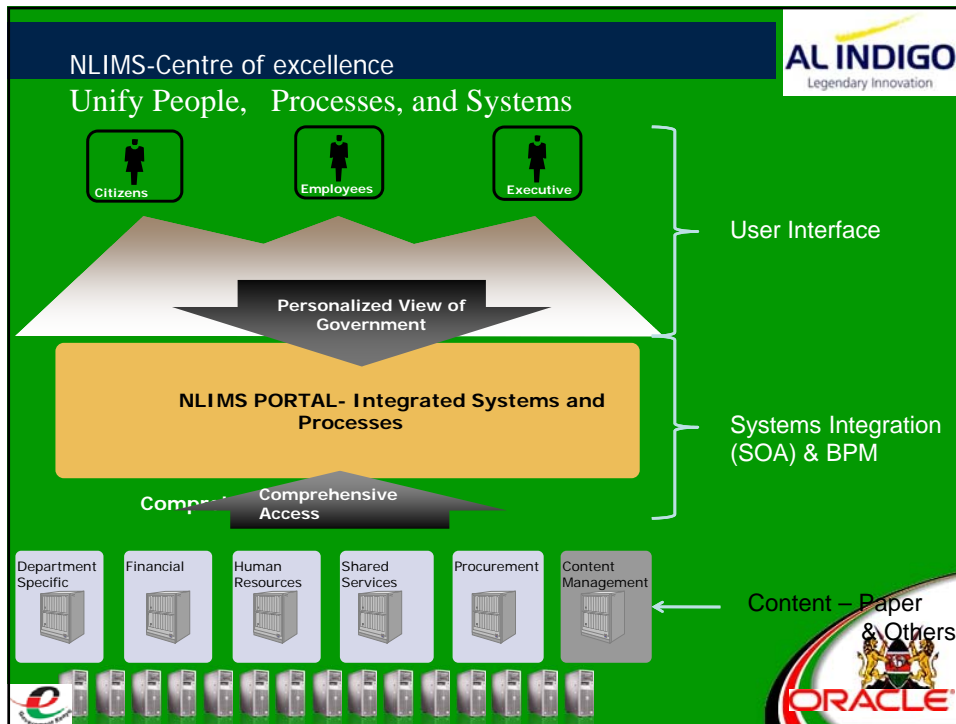 NLIMS-Centre of excellence
AL INDIGO
Legendary Innovation
Unify People, Processes, and Systems
Citizens
Employees
Executive
User Interface
Personalized View of
Government
NLIMS PORTAL- Integrated Systems and
Processes
Systems Integration
(SOA) & BPM
Comprehensive
Access
Department
Specific
Financial
Human
Resources
Shared
Services
Procurement
Content
Management
Content – Paper
& Others
e
ORACLE